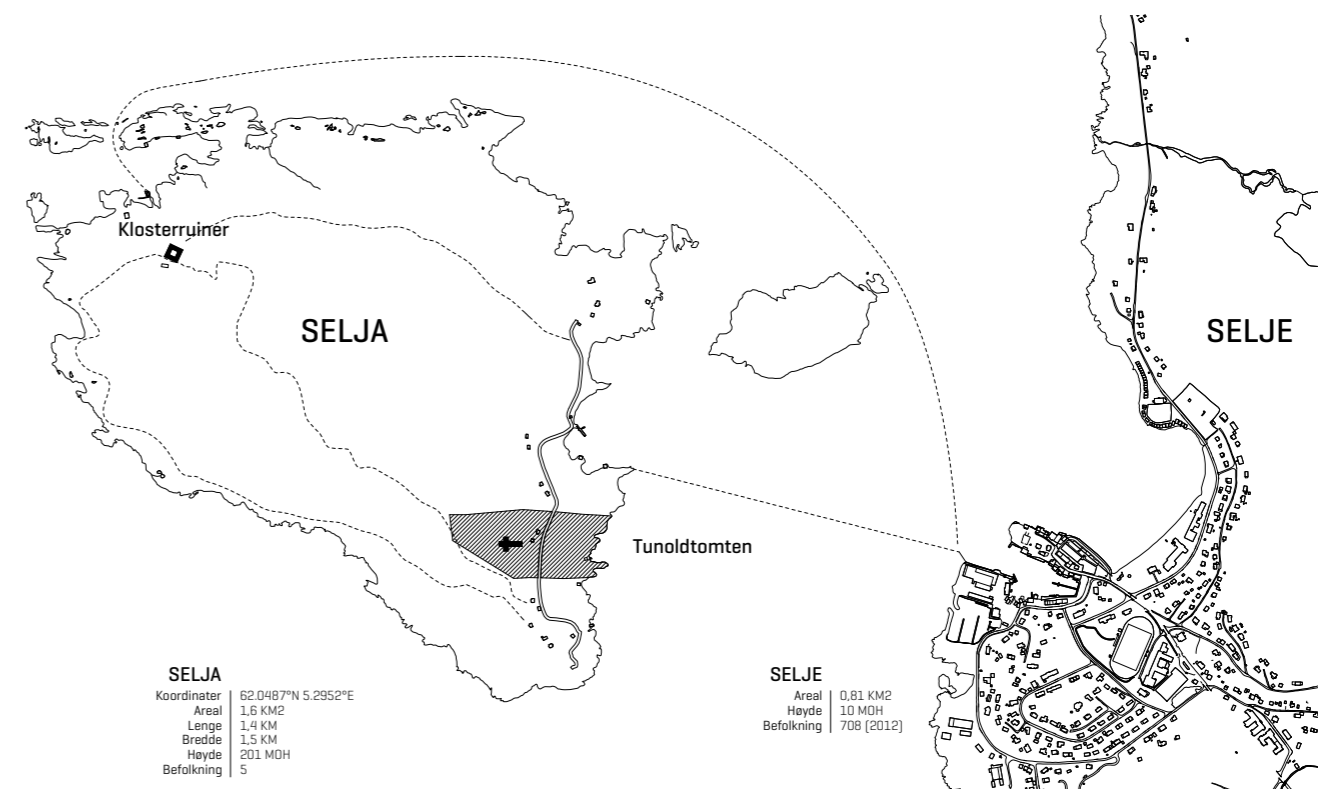 Klosterruiner
SELJA
SELJE
Tunoldtomten
SELJA
Koordinater 62.0487°N 5.2952°E
Areal 1,6 KM2
Lenge 1,4 KM
Bredde 1,5 KM
Høyde 201 MOH
Befolkning 5
SELJE
Areal 0,81 KM2
Høyde 10 MOH
Befolkning 708 (2012)